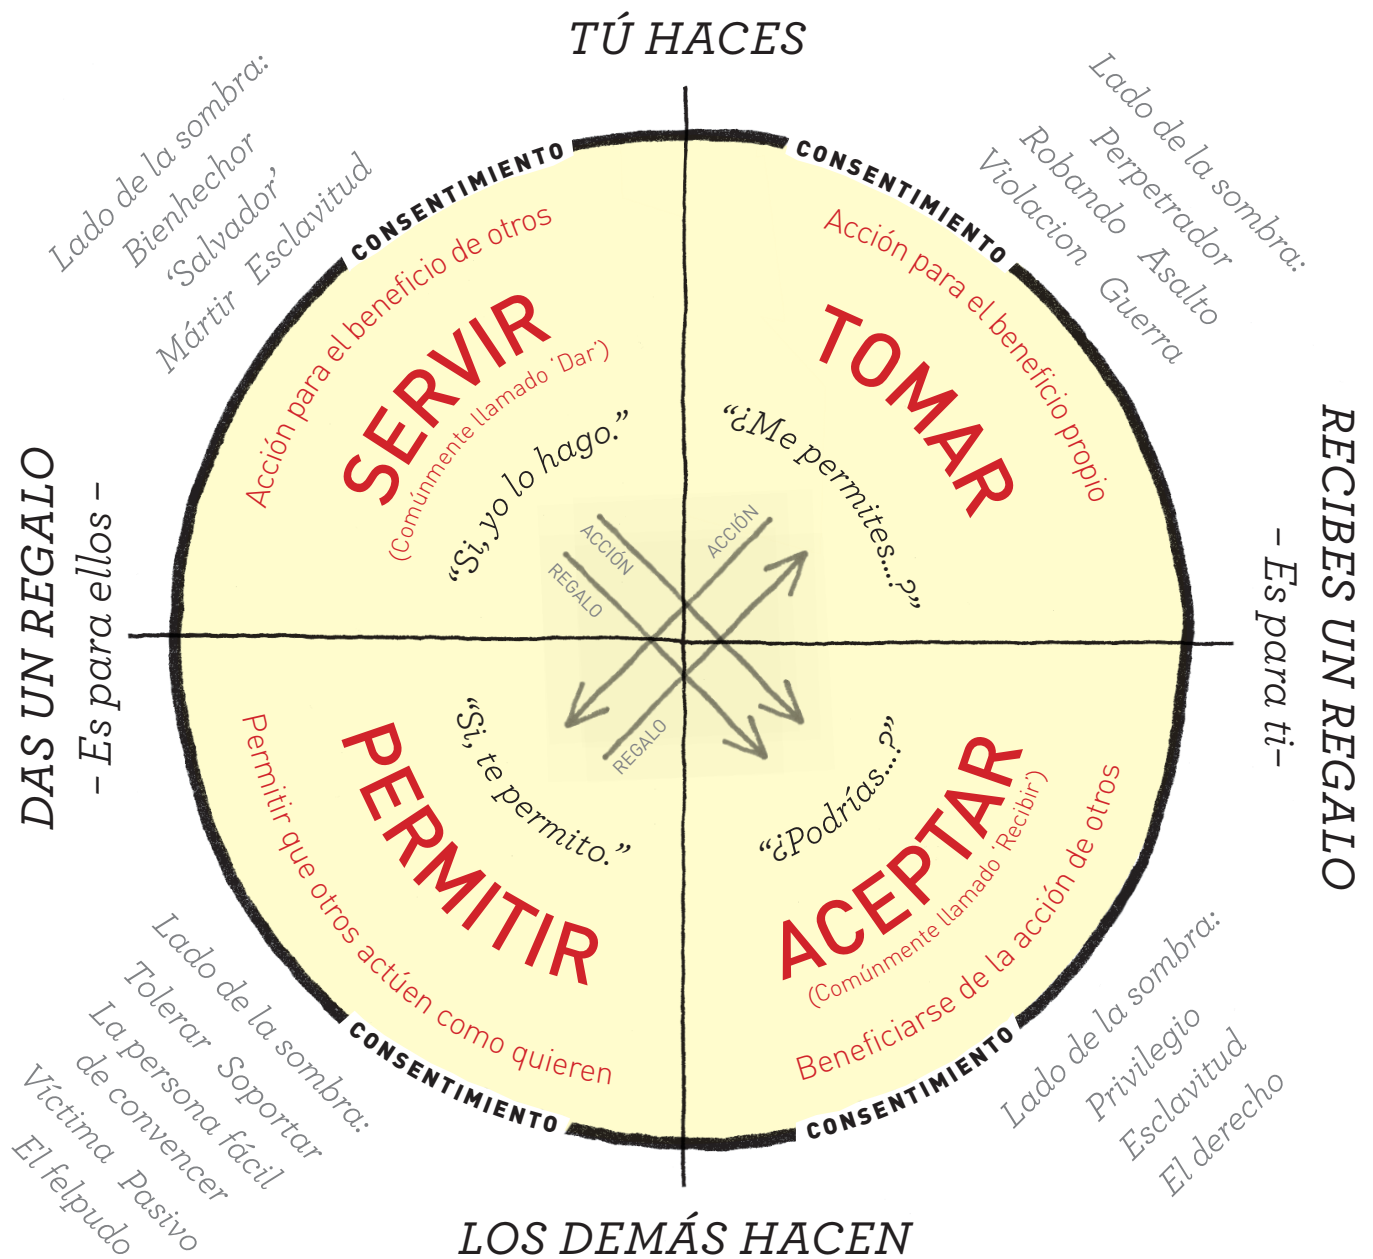 TÚ HACES
Lado de la sombra:
Bienhechor
‘Salvador’
Mártir Esclavitud
Lado de la sombra:
Perpetrador
Robando Asalto
Violacion Guerra
CONSENTIMIENTO
Acción para el beneficio de otros
SERVIR
(Comúnmente llamado ‘Dar’)
“Si, yo lo hago.”
CONSENTIMIENTO
Acción para el beneficio propio
TOMAR
“¿Me permites...?”
DAS UN REGALO
– Es para ellos –
RECIBES UN REGALO
– Es para ti–
ACCIÓN
REGALO
ACCIÓN
REGALO
“Si, te permito.”
PERMITIR
Permitir que otros actúen como quieren
CONSENTIMIENTO
“¿Podrías...?”
ACEPTAR
(Comúnmente llamado ‘Recibir’)
Beneficiarse de la acción de otros
CONSENTIMIENTO
Lado de la sombra:
Tolerar Soportar
La persona fácil
de convencer
Víctima Pasivo
El felpudo
Lado de la sombra:
Privilegio
Esclavitud
El derecho
LOS DEMÁS HACEN